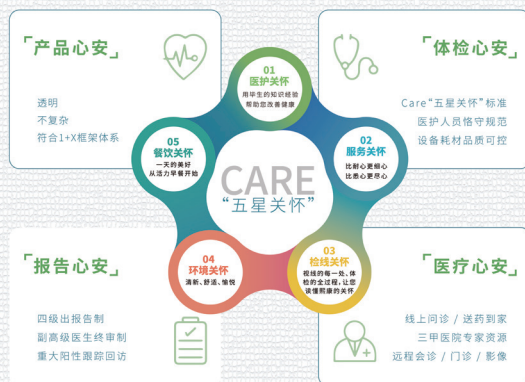 「产品心安」
透明
不复杂
符合1+X框架体系
「体检心安」
Care“五星关怀”标准
医护人员恪守规范
设备耗材品质可控
01
医护关怀
用毕生的知识经验
帮助您改善健康
02
服务关怀
比耐心更细心
比悉心更尽心
03
检线关怀
视线的每一处、体
检的全过程,让您
读懂熙康的关怀
04
环境关怀
清新、舒适、愉悦
05
餐饮关怀
一天的美好
从活力早餐开始
CARE
“五星关怀”
「报告心安」
四级出报告制
副高级医生终审制
重大阳性跟踪回访
「医疗心安」
线上问诊 / 送药到家
三甲医院专家资源
远程会诊 / 门诊 / 影像